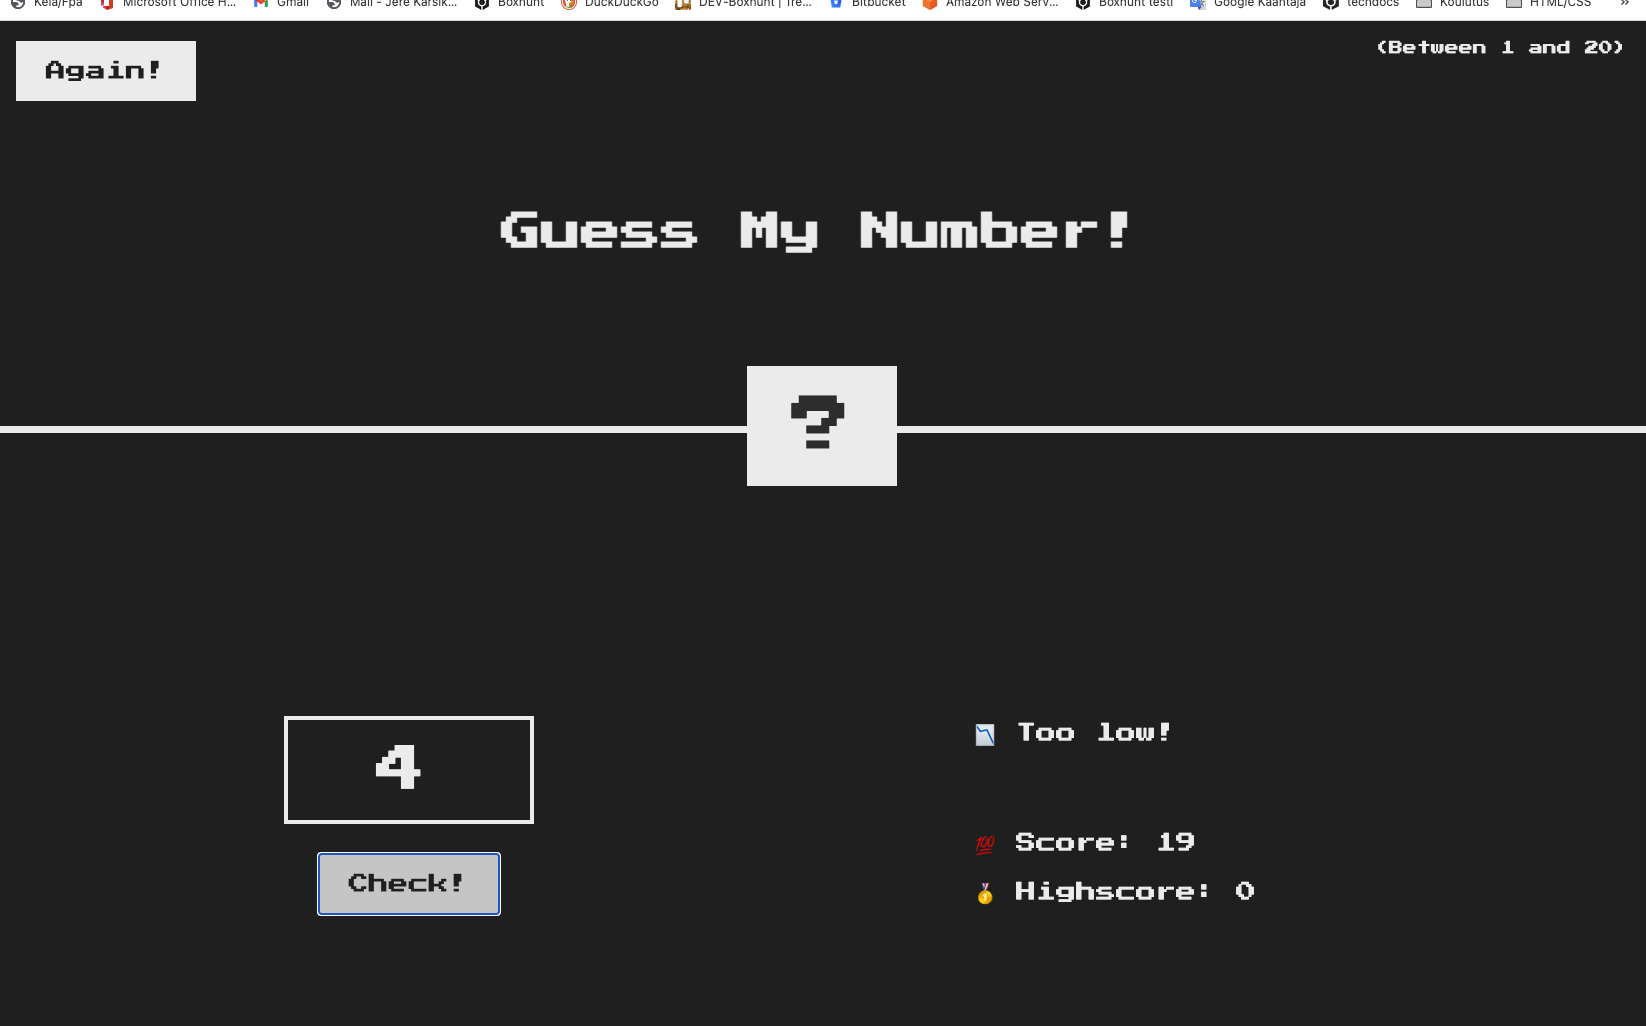 Kela/Fpa Microsoft Office H... Gmail Mail - Jere Karsik... Boxhunt DuckDuckGo DEV-Boxhunt | Tre... Bitbucket Amazon Web Serv... Boxhunt testi Google Kääntäjä techdocs Koulutus HTML/CSS »
Again!
(Between 1 and 20)
Guess My Number!
?
4
Check!
📉 Too low!
💯 Score: 19
🥇 Highscore: 0